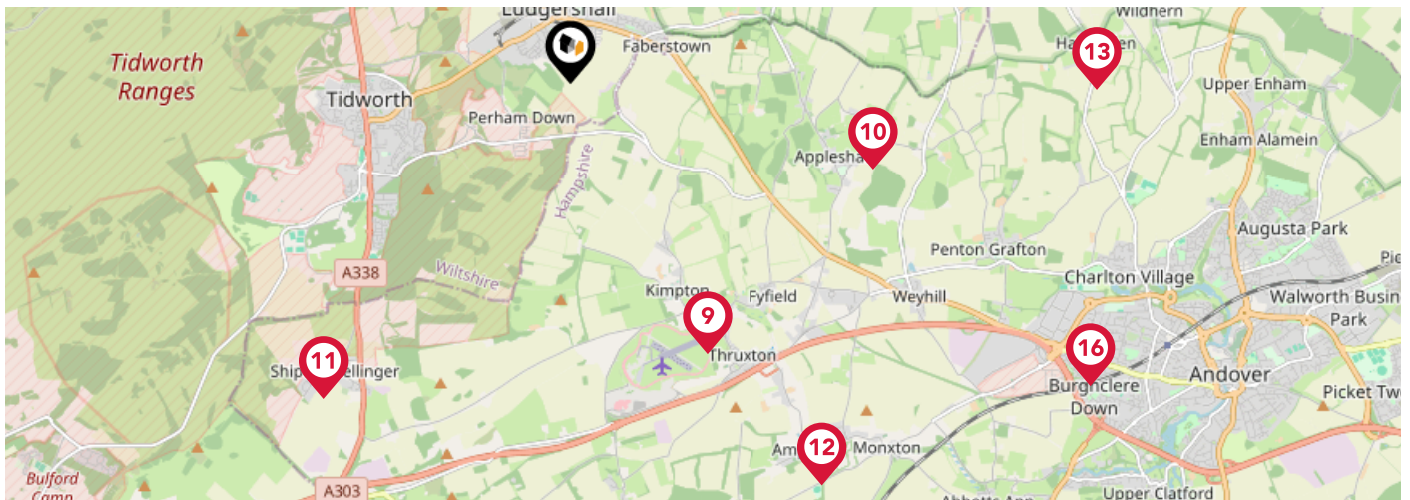 Ludgershall
Wildhern
Faberstown
13
Tidworth
Ranges
Upper Enham
Tidworth
Perham Down
10
Enham Alamein
Hampshire
Augusta Park
Penton Grafton
Wiltshire
A338
Charlton Village
Kimpton
Fyfield
Weyhill
Walworth Busin
Park
9
16
Thruxton
11
Andover
Burghclere
Down
Picket Tw
12
Monxton
Bulford
Camp
A303
Upper Clatford